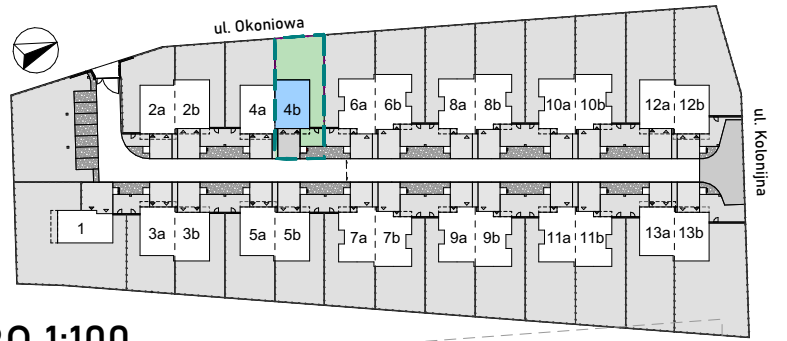 ul. Okoniowa
2a 2b 4a 4b 6a 6b 8a 8b 10a 10b 12a 12b
ul. Kolonijna
1 3a 3b 5a 5b 7a 7b 9a 9b 11a 11b 13a 13b
1:100